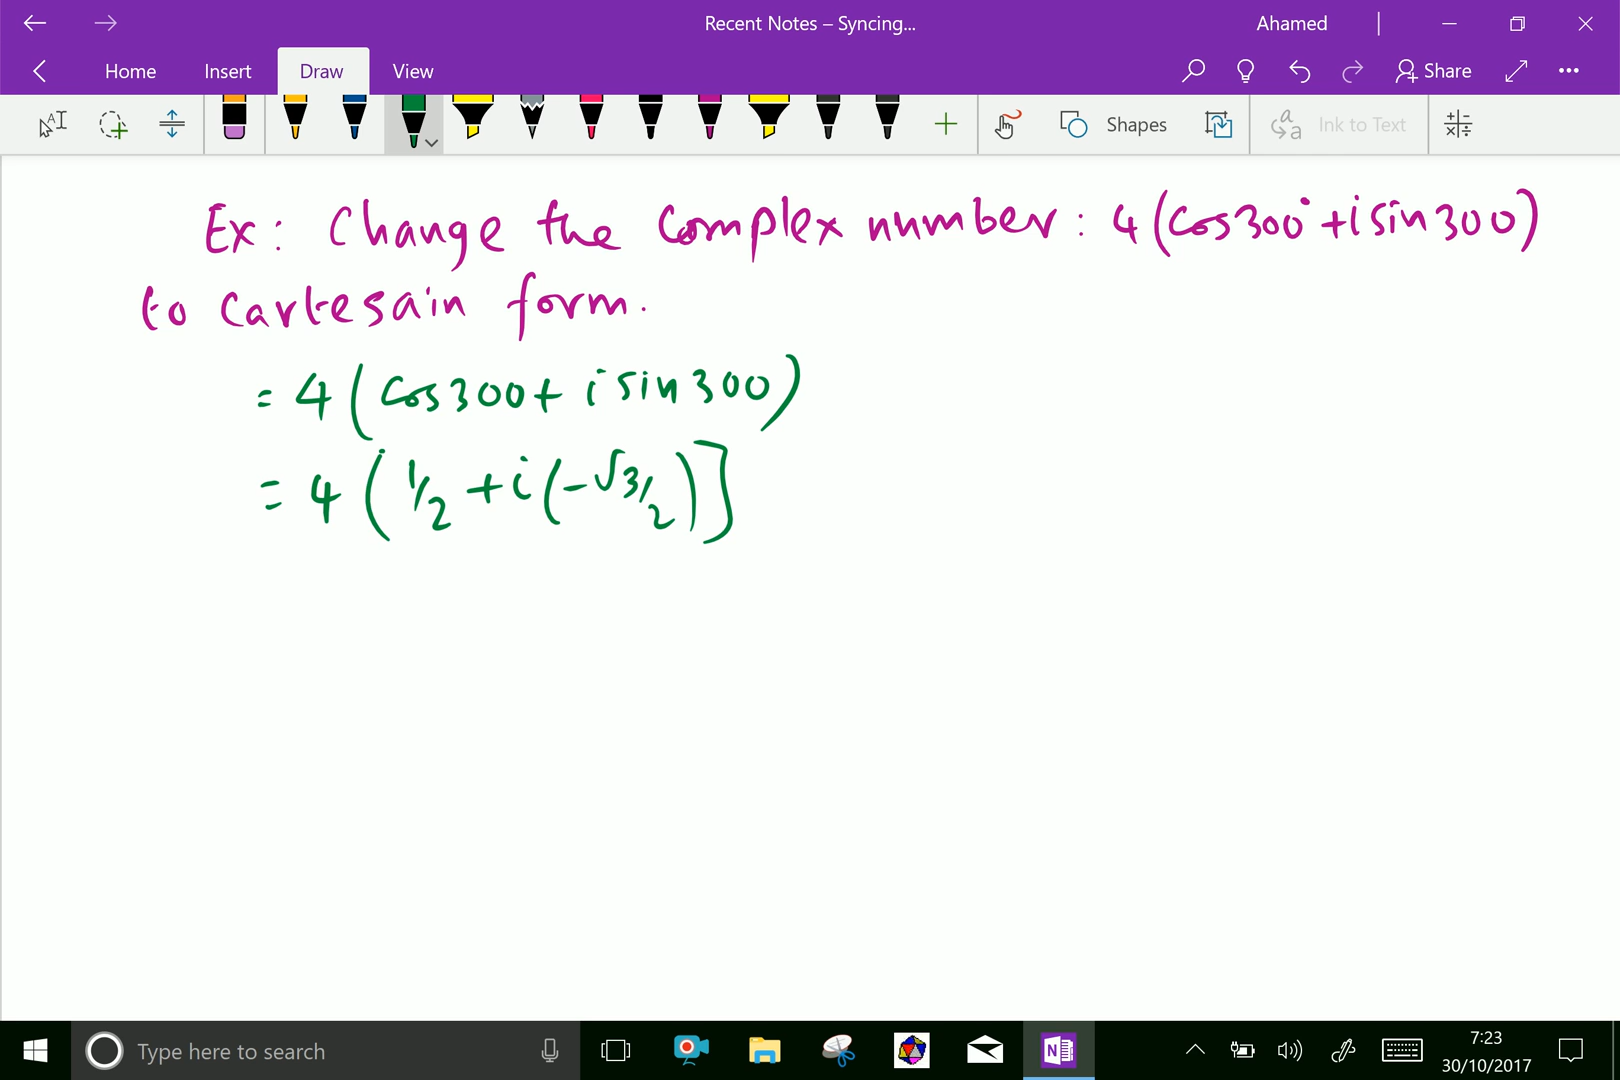 Recent Notes – Syncing...
Ahamed
Home Insert Draw View Share
Shapes Ink to Text
Ex: Change the complex number: 4(cos300°+isin300)
to cartesain form.
= 4(cos300+ isin300)
= 4(1/2 +i(-√3/2)]
Type here to search
7:23
30/10/2017